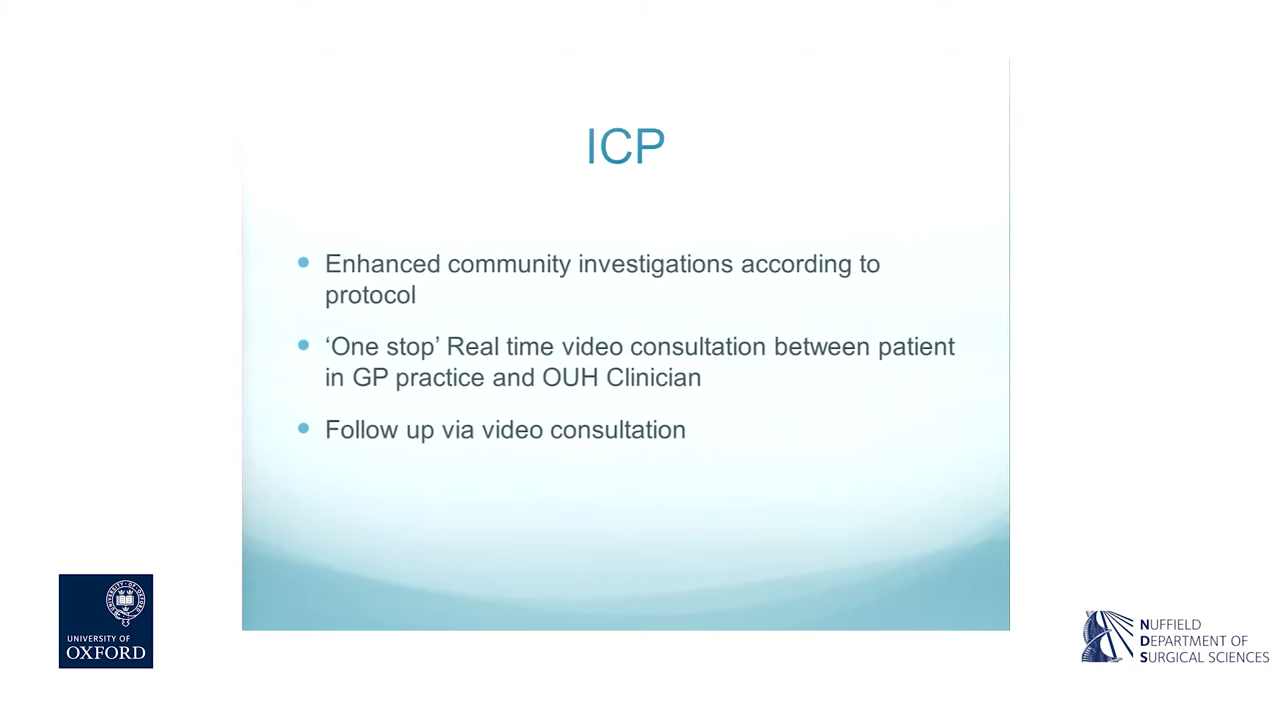 ICP
Enhanced community investigations according to
protocol
‘One stop’ Real time video consultation between patient
in GP practice and OUH Clinician
Follow up via video consultation
UNIVERSITY OF
OXFORD
NUFFIELD
DEPARTMENT OF
SURGICAL SCIENCES